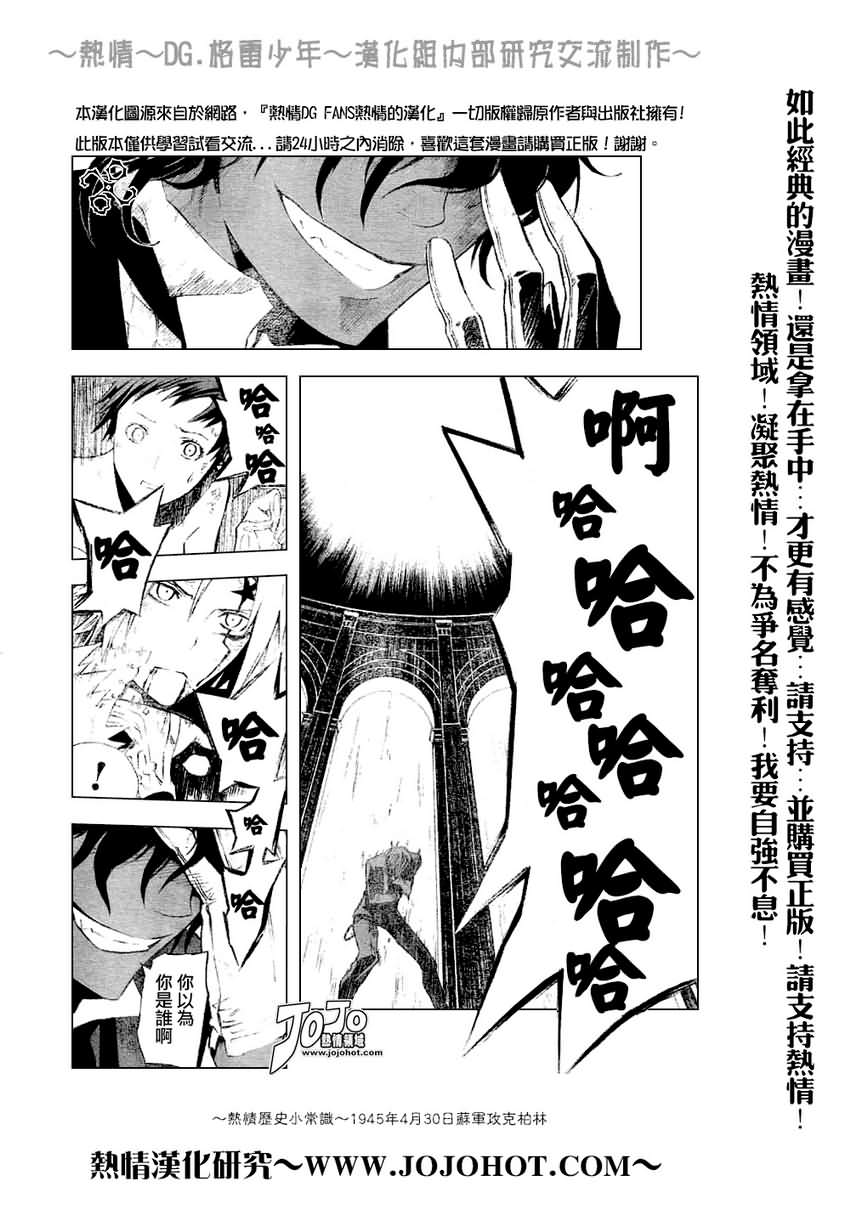 ～熱情～DG.格雷少年～漢化組內部研究交流制作～
本漢化圖源來自於網路，『熱情DG FANS熱情的漢化』一切版權歸原作者與出版社擁有!
此版本僅供學習試看交流...請24小時之內消除，喜歡這套漫畫請購買正版！謝謝。
如此經典的漫畫！還是拿在手中…才更有感覺…請支持…並購買正版！請支持熱情！
熱情領域！凝聚熱情！不為爭名奪利！我要自強不息！
啊
哈
哈
哈
哈
哈
哈
哈
哈
哈
哈
哈
哈
哈
哈
!
你以為
你是誰啊
JOJO
熱情領域
www.jojohot.com
～熱情歷史小常識～1945年4月30日蘇軍攻克柏林
熱情漢化研究～WWW.JOJOHOT.COM～